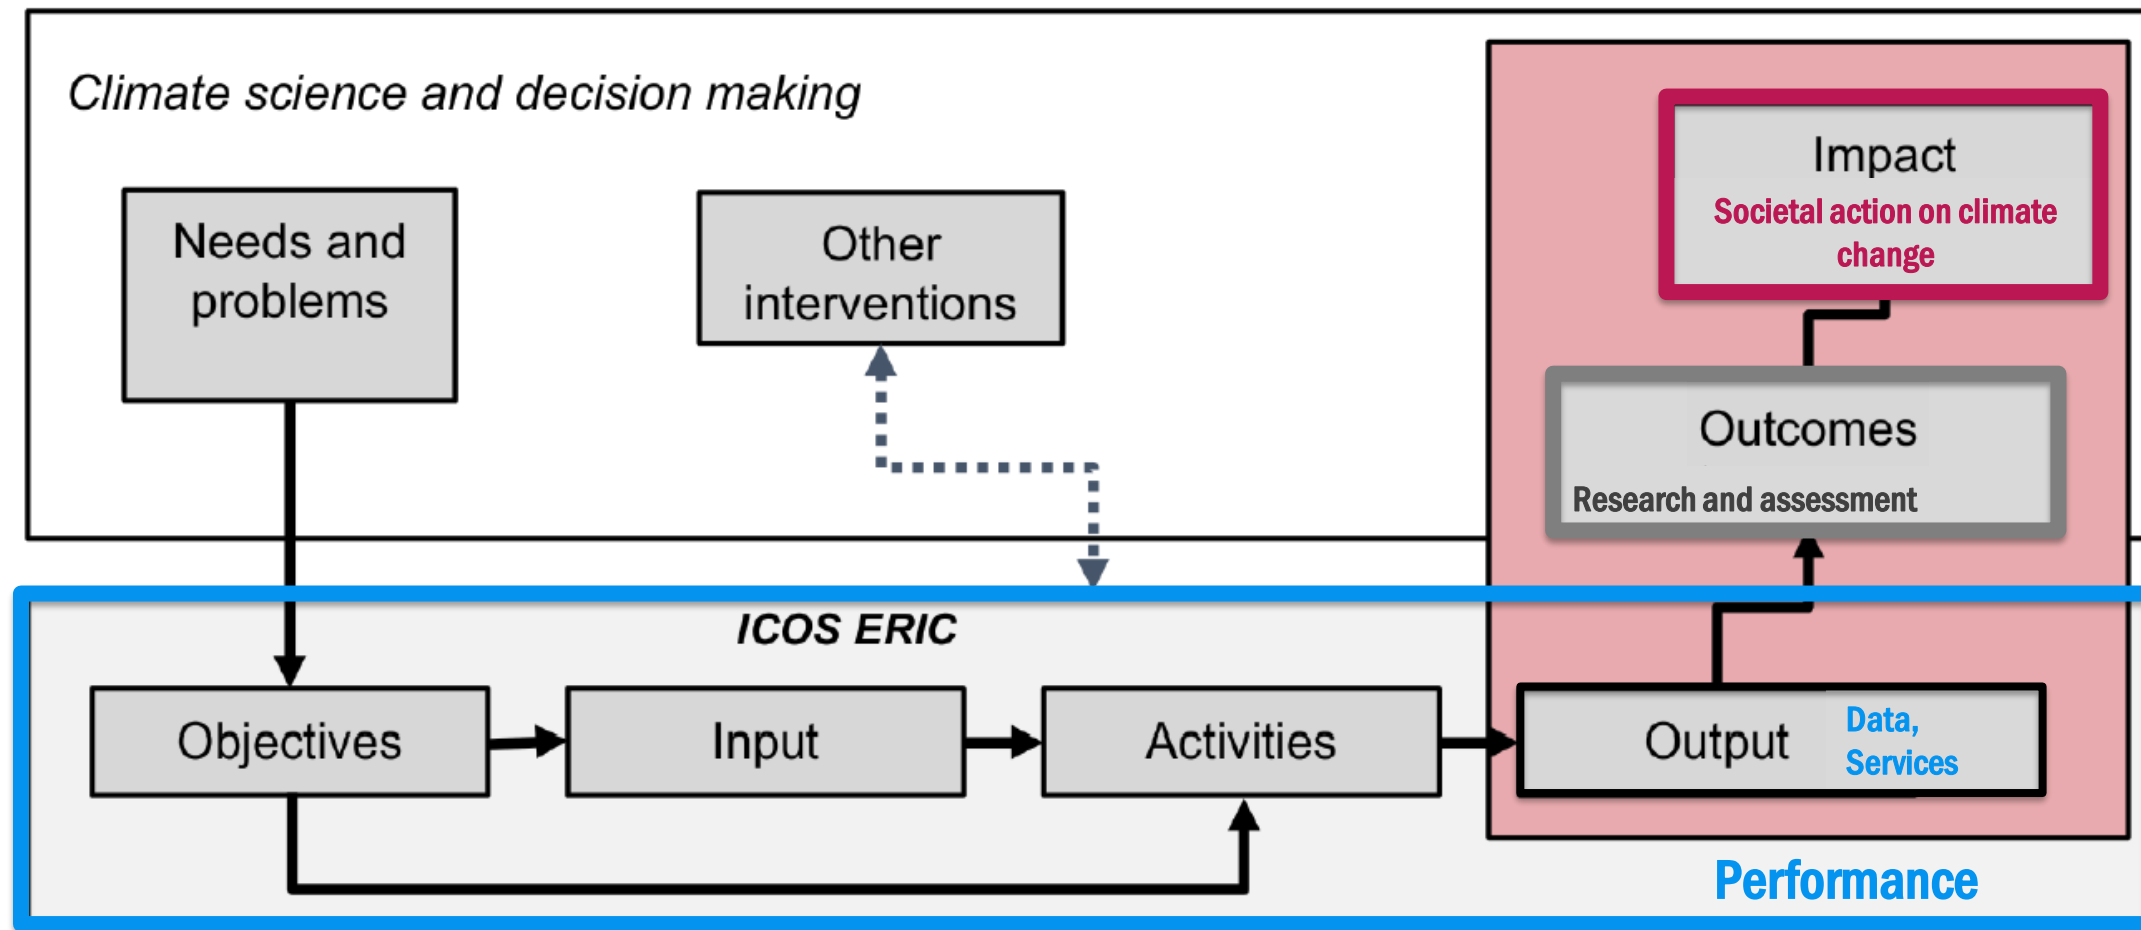 Climate science and decision making
Needs and
problems
Other
interventions
Impact
Societal action on climate
change
Outcomes
Research and assessment
ICOS ERIC
Objectives
Input
Activities
Output
Data,
Services
Performance